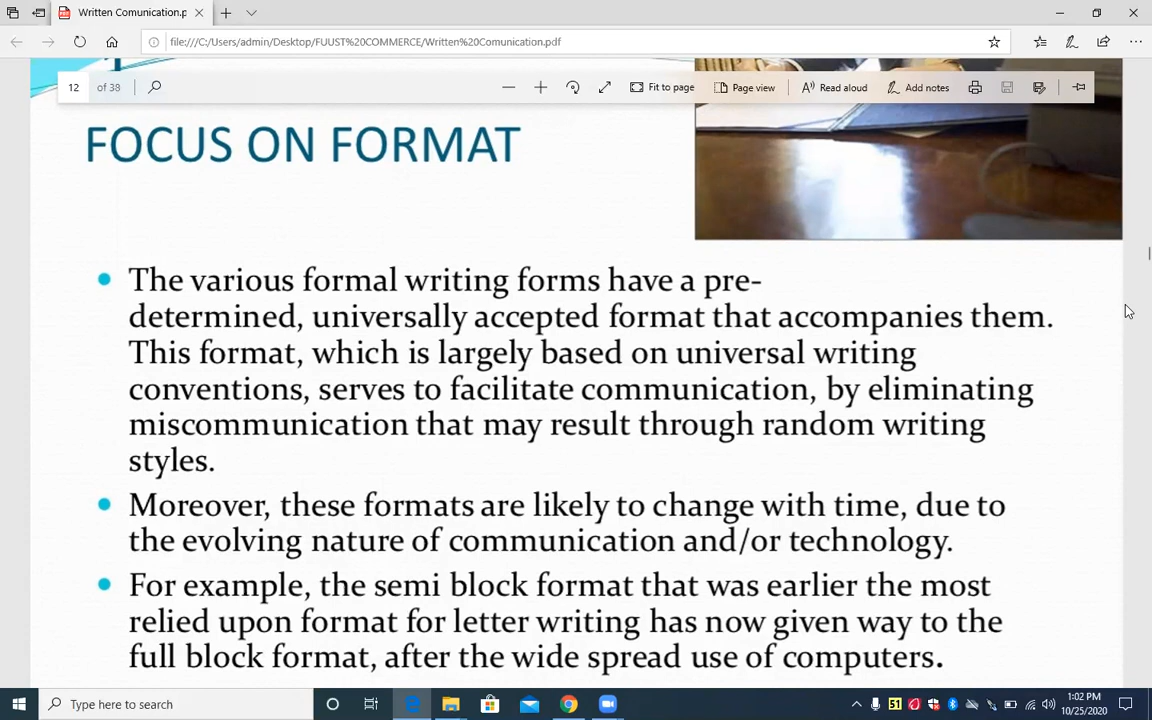 Written Comunication.p
file:///C:/Users/admin/Desktop/FUUST%20COMMERCE/Written%20Comunication.pdf
12 of 38
Fit to page
Page view
Read aloud
Add notes
FOCUS ON FORMAT
• The various formal writing forms have a pre-
determined, universally accepted format that accompanies them.
This format, which is largely based on universal writing
conventions, serves to facilitate communication, by eliminating
miscommunication that may result through random writing
styles.
• Moreover, these formats are likely to change with time, due to
the evolving nature of communication and/or technology.
• For example, the semi block format that was earlier the most
relied upon format for letter writing has now given way to the
full block format, after the wide spread use of computers.
Type here to search
51
1:02 PM
10/25/2020